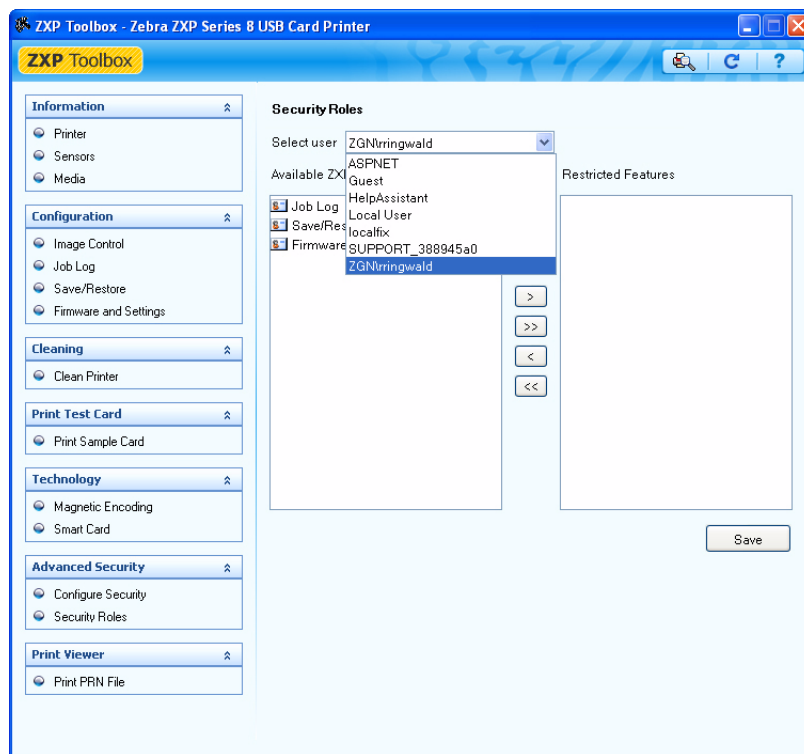 ZXP Toolbox - Zebra ZXP Series 8 USB Card Printer
ZXP Toolbox
?
Information
Printer
Sensors
Media
Configuration
Image Control
Job Log
Save/Restore
Firmware and Settings
Cleaning
Clean Printer
Print Test Card
Print Sample Card
Technology
Magnetic Encoding
Smart Card
Advanced Security
Configure Security
Security Roles
Print Viewer
Print PRN File
Security Roles
Select user ZGN\rringwald
ASPNET
Guest
HelpAssistant
Local User
localfix
SUPPORT_388945a0
ZGN\rringwald
Available ZXP
Job Log
Save/Res
Firmware
>
>>
<
<<
Restricted Features
Save